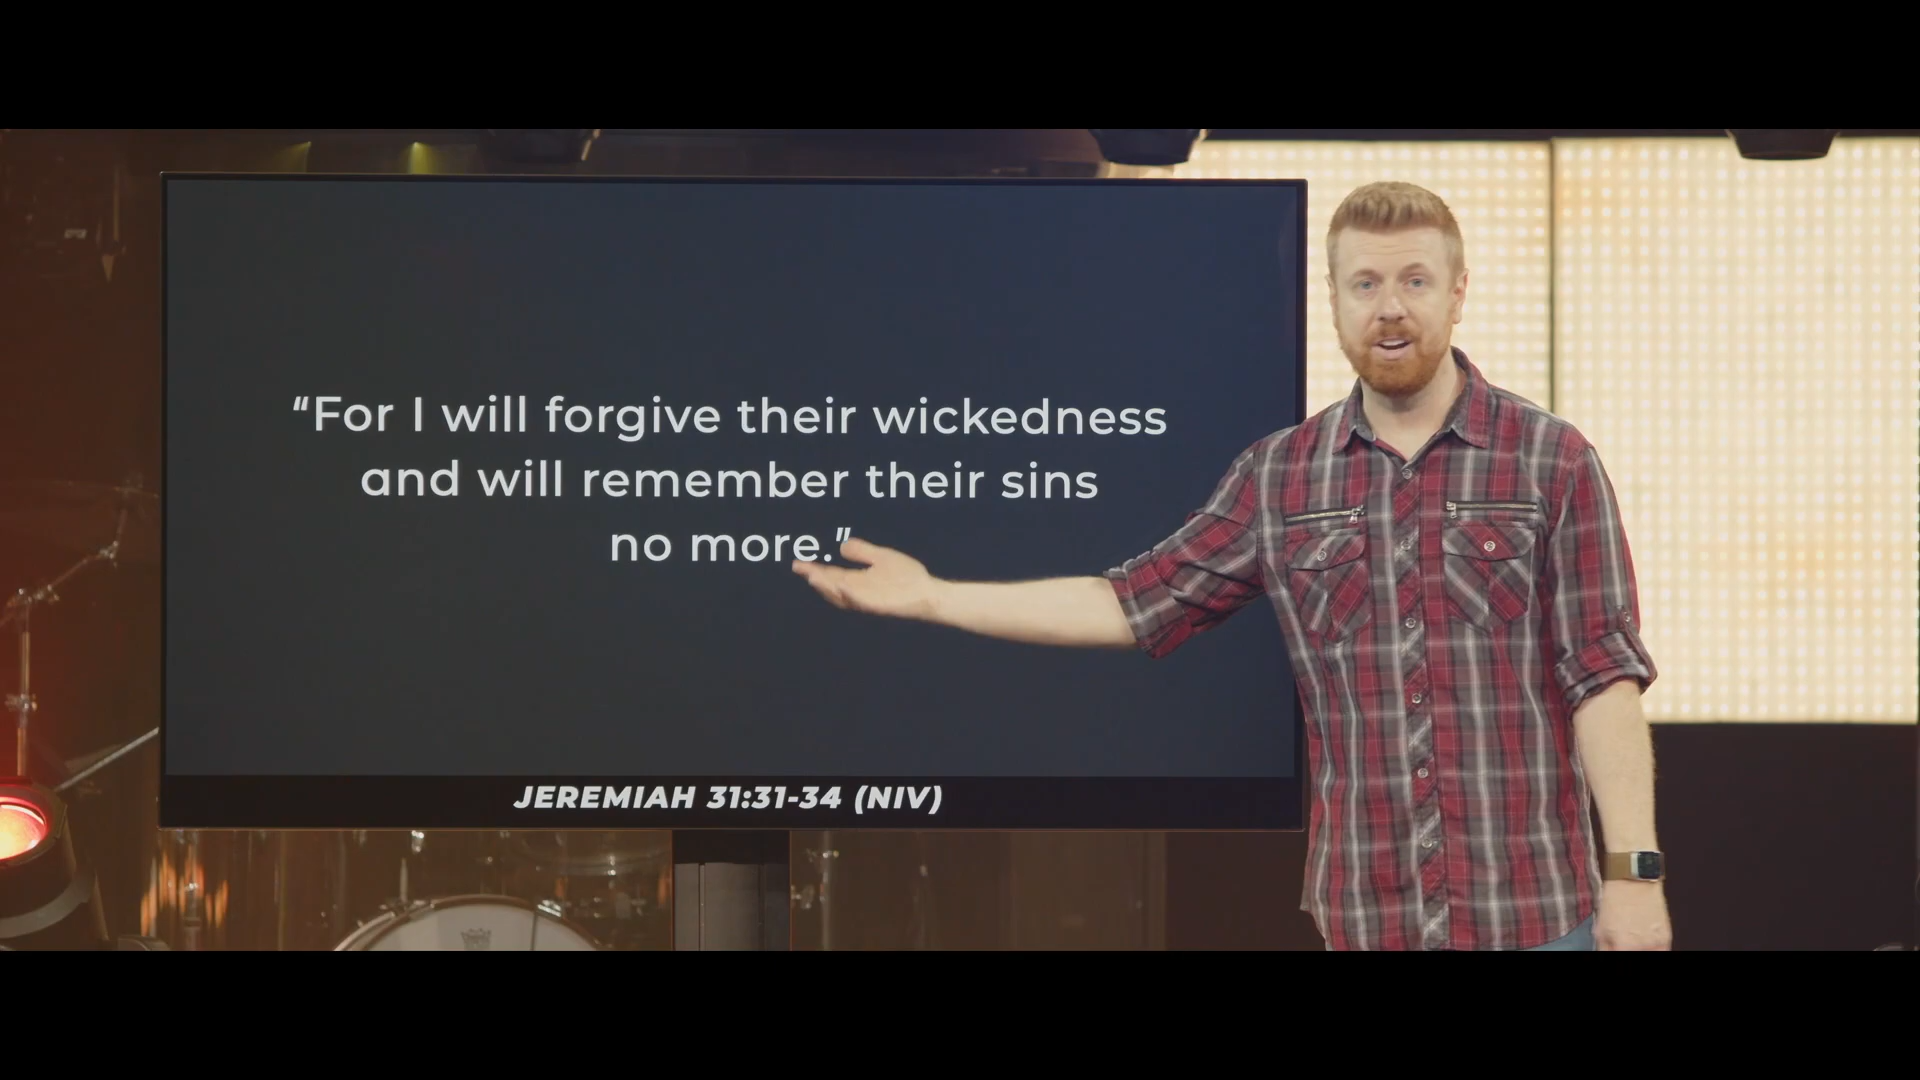 “For I will forgive their wickedness
and will remember their sins
no more.”
JEREMIAH 31:31-34 (NIV)